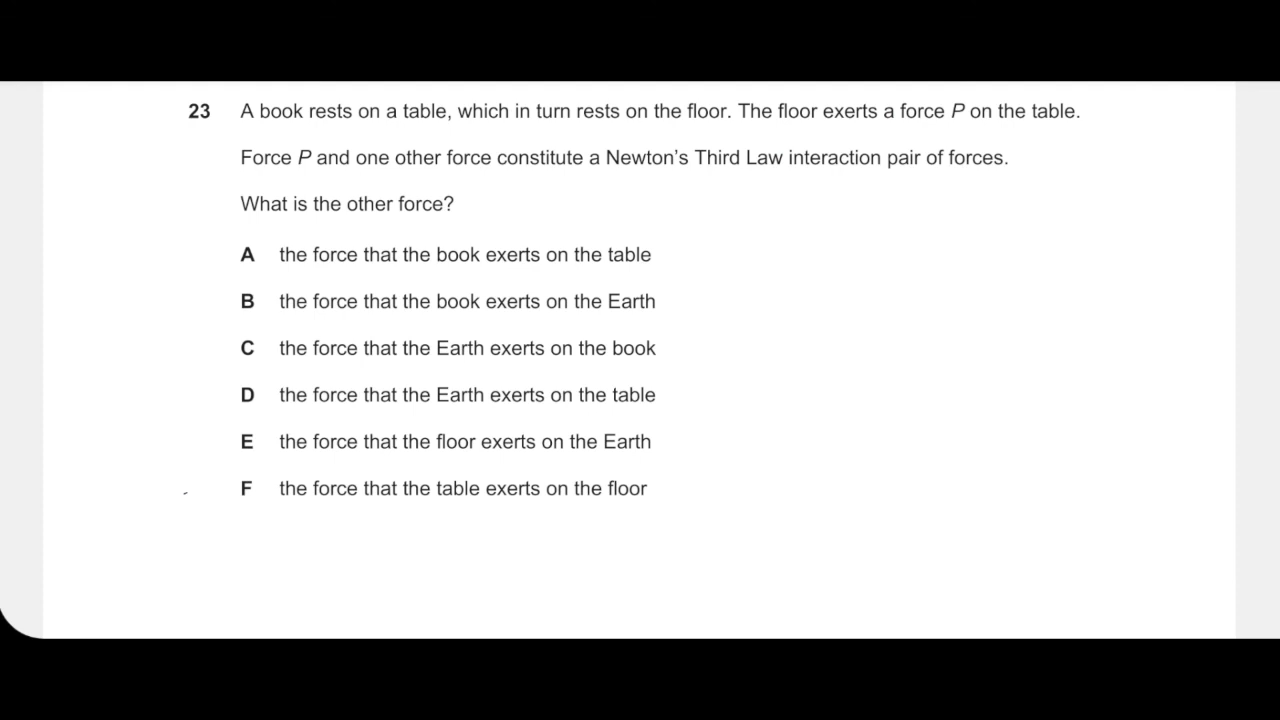 23 A book rests on a table, which in turn rests on the floor. The floor exerts a force P on the table.
Force P and one other force constitute a Newton's Third Law interaction pair of forces.
What is the other force?
A the force that the book exerts on the table
B the force that the book exerts on the Earth
C the force that the Earth exerts on the book
D the force that the Earth exerts on the table
E the force that the floor exerts on the Earth
F the force that the table exerts on the floor